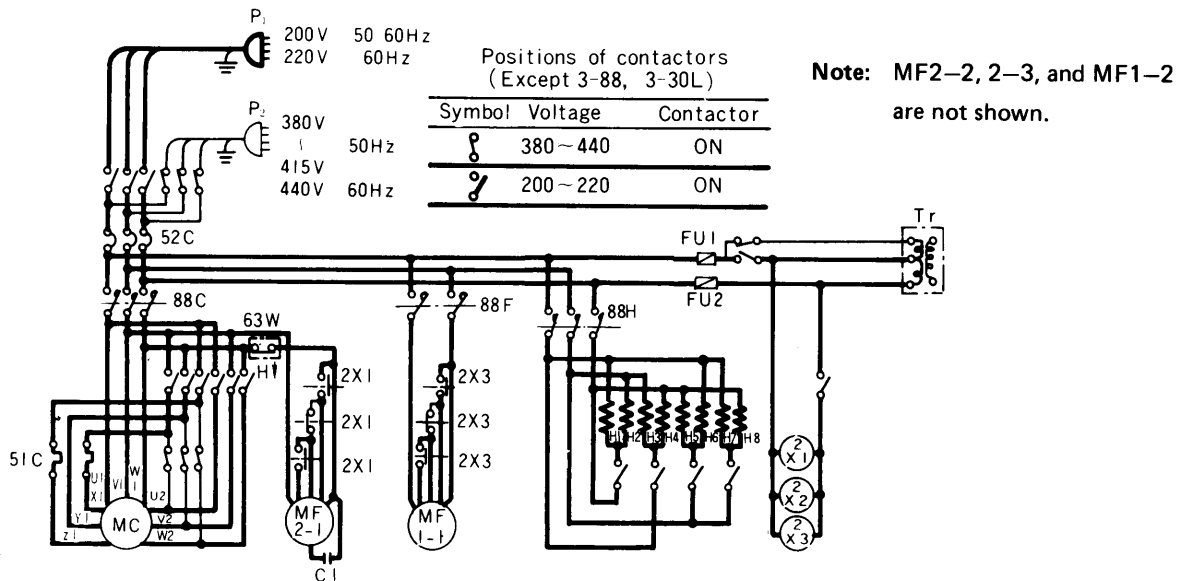 P1
200V 50 60Hz
220V 60Hz
P2
380V
~
50Hz
415V
440V 60Hz
Positions of contactors
(Except 3-88, 3-30L)
Symbol Voltage Contactor
380~440 ON
200~220 ON
Note: MF2-2, 2-3, and MF1-2
are not shown.
52C
FU1
FU2
Tr
88C
63W
H
88F
88H
2X1
2X1
2X1
2X3
2X3
2X3
H1 H2 H3 H4 H5 H6 H7 H8
51C
U1
X1
V1
W1
U2
Y1
V2
Z1
W2
MC
MF
2-1
C1
MF
1-1
2X1
2X2
2X3